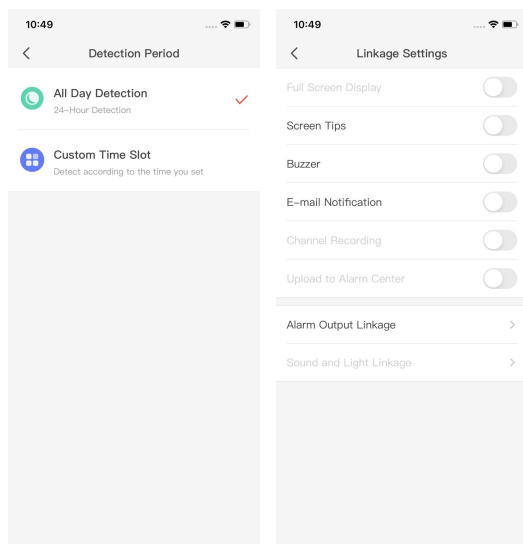 10:49
Detection Period
All Day Detection
24-Hour Detection
Custom Time Slot
Detect according to the time you set
10:49
Linkage Settings
Full Screen Display
Screen Tips
Buzzer
E-mail Notification
Channel Recording
Upload to Alarm Center
Alarm Output Linkage
Sound and Light Linkage